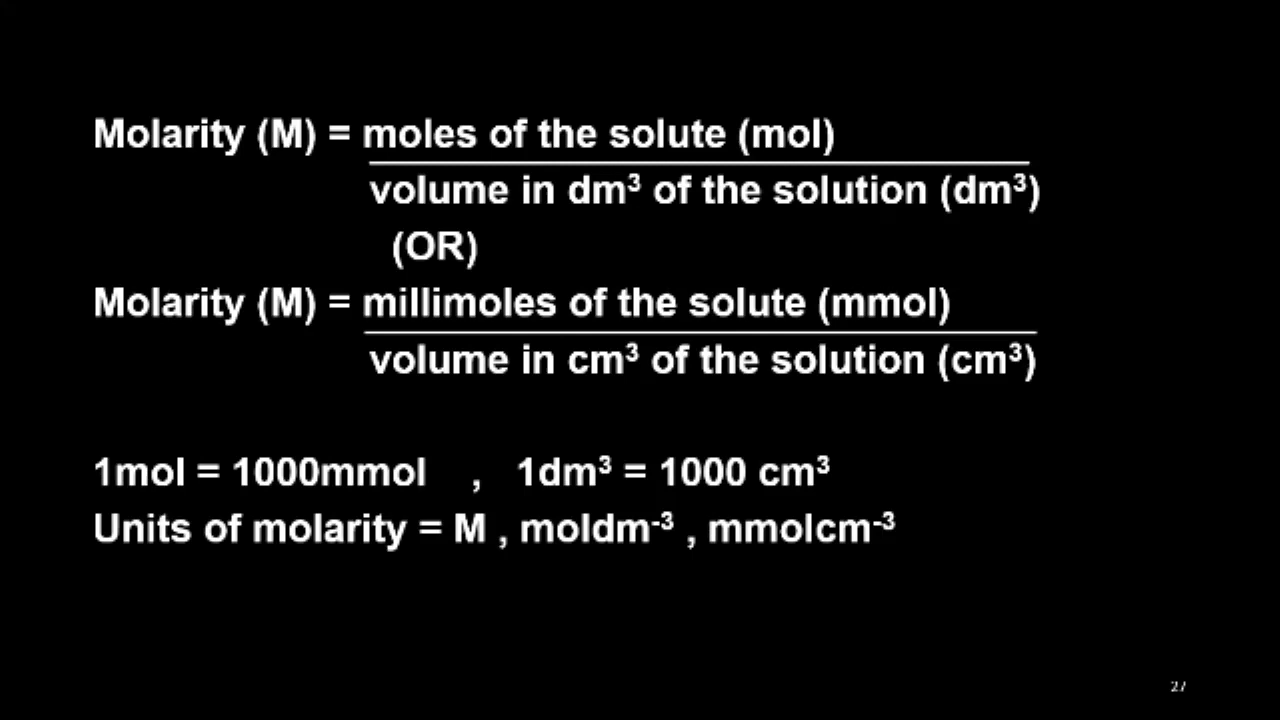 Molarity (M) = moles of the solute (mol)
volume in dm³ of the solution (dm³)
(OR)
Molarity (M) = millimoles of the solute (mmol)
volume in cm³ of the solution (cm³)
1mol = 1000mmol , 1dm³ = 1000 cm³
Units of molarity = M , moldm⁻³ , mmolcm⁻³
27